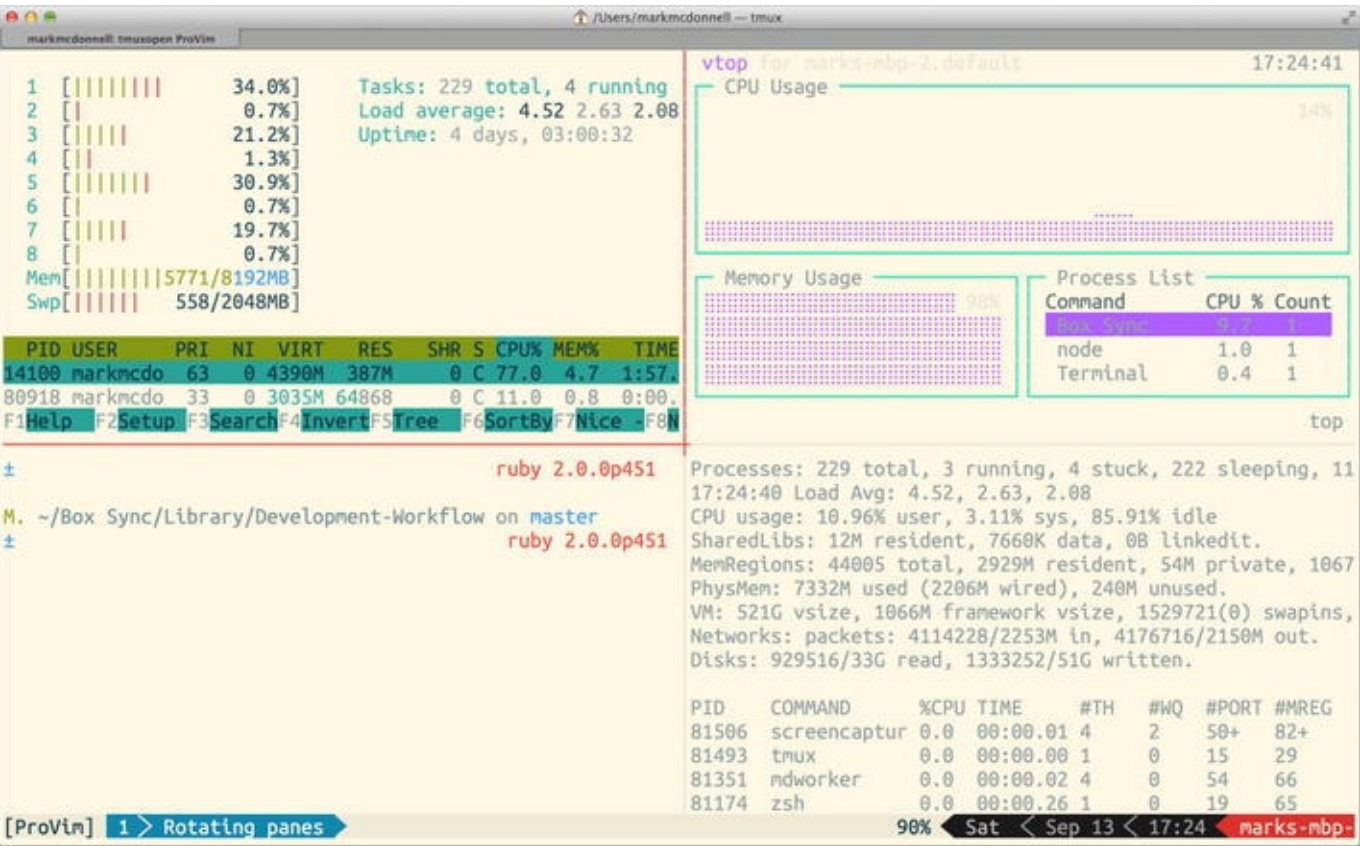 /Users/markmcdonnell — tmux
markmcdonnell: tmuxopen ProVim
1 [||||||||| 34.0%] Tasks: 229 total, 4 running
2 [| 0.7%] Load average: 4.52 2.63 2.08
3 [||||| 21.2%] Uptime: 4 days, 03:00:32
4 [|| 1.3%]
5 [|||||||| 30.9%]
6 [| 0.7%]
7 [||||| 19.7%]
8 [| 0.7%]
Mem[|||||||||5771/8192MB]
Swp[|||||| 558/2048MB]
PID USER PRI NI VIRT RES SHR S CPU% MEM% TIME
14100 markmcdo 63 0 4390M 387M 0 C 77.0 4.7 1:57.
80918 markmcdo 33 0 3035M 64868 0 C 11.0 0.8 0:00.
F1Help F2Setup F3SearchF4InvertF5Tree F6SortByF7Nice -F8N
vtop for marks-mbp-2.default 17:24:41
CPU Usage
14%
Memory Usage
98%
Process List
Command CPU % Count
Box Sync 9.7 1
node 1.0 1
Terminal 0.4 1
top
± ruby 2.0.0p451
M. ~/Box Sync/Library/Development-Workflow on master
± ruby 2.0.0p451
Processes: 229 total, 3 running, 4 stuck, 222 sleeping, 11
17:24:40 Load Avg: 4.52, 2.63, 2.08
CPU usage: 10.96% user, 3.11% sys, 85.91% idle
SharedLibs: 12M resident, 7660K data, 0B linkedit.
MemRegions: 44005 total, 2929M resident, 54M private, 1067
PhysMem: 7332M used (2206M wired), 240M unused.
VM: 521G vsize, 1066M framework vsize, 1529721(0) swapins,
Networks: packets: 4114228/2253M in, 4176716/2150M out.
Disks: 929516/33G read, 1333252/51G written.
PID COMMAND %CPU TIME #TH #WQ #PORT #MREG
81506 screencaptur 0.0 00:00.01 4 2 50+ 82+
81493 tmux 0.0 00:00.00 1 0 15 29
81351 mdworker 0.0 00:00.02 4 0 54 66
81174 zsh 0.0 00:00.26 1 0 19 65
[ProVim] 1 > Rotating panes 90% Sat < Sep 13 < 17:24 marks-mbp-